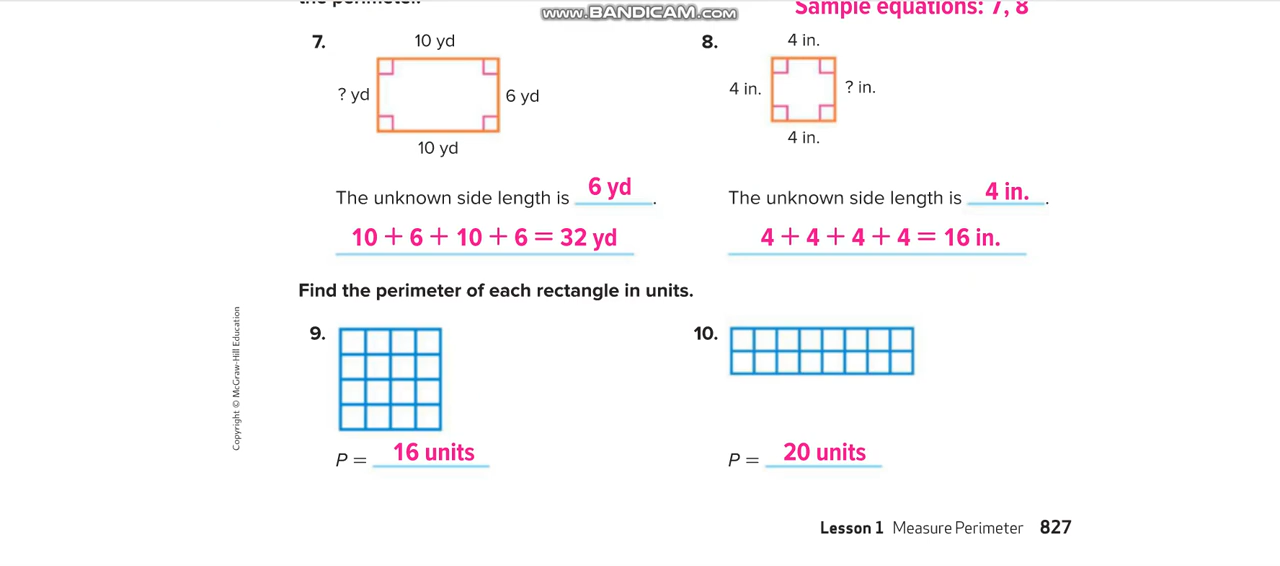 the perimeter.
www.BANDICAM.com
Sample equations: 7, 8
7.
10 yd
? yd
6 yd
10 yd
The unknown side length is 6 yd.
10 + 6 + 10 + 6 = 32 yd
8.
4 in.
4 in.
? in.
4 in.
The unknown side length is 4 in.
4 + 4 + 4 + 4 = 16 in.
Find the perimeter of each rectangle in units.
9.
P = 16 units
10.
P = 20 units
Copyright © McGraw-Hill Education
Lesson 1 Measure Perimeter 827